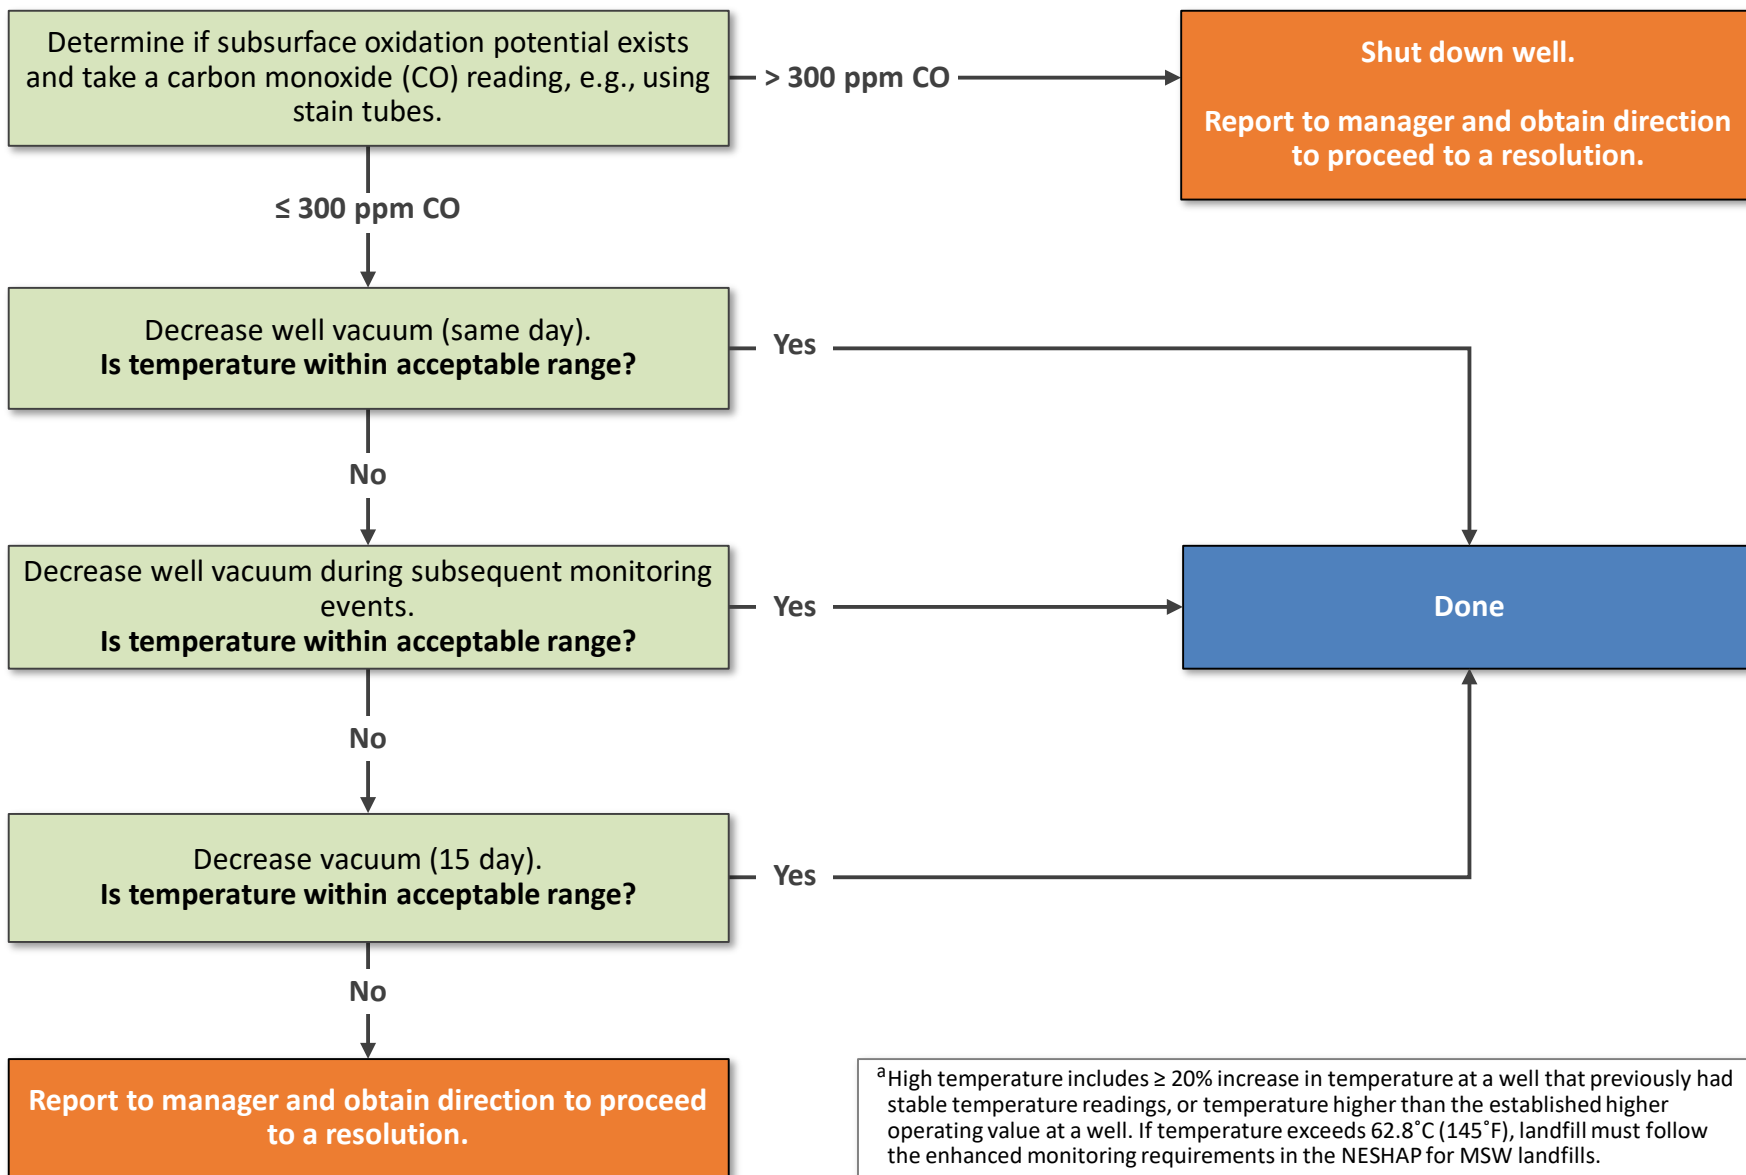 Determine if subsurface oxidation potential exists
and take a carbon monoxide (CO) reading, e.g., using
stain tubes.
> 300 ppm CO
Shut down well.
Report to manager and obtain direction
to proceed to a resolution.
≤ 300 ppm CO
Decrease well vacuum (same day).
Is temperature within acceptable range?
Yes
No
Decrease well vacuum during subsequent monitoring
events.
Is temperature within acceptable range?
Yes
Done
No
Decrease vacuum (15 day).
Is temperature within acceptable range?
Yes
No
Report to manager and obtain direction to proceed
to a resolution.
a High temperature includes ≥ 20% increase in temperature at a well that previously had
stable temperature readings, or temperature higher than the established higher
operating value at a well. If temperature exceeds 62.8˚C (145˚F), landfill must follow
the enhanced monitoring requirements in the NESHAP for MSW landfills.